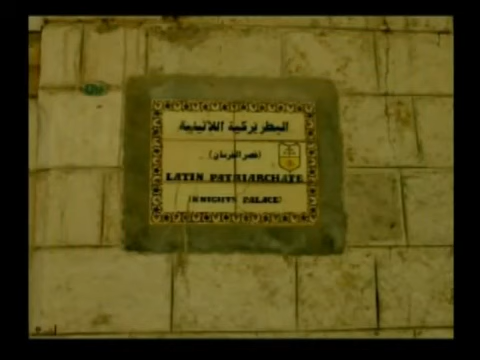 البطريركية اللاتينية
(قصر الفرسان)
LATIN PATRIARCHATE
(KNIGHTS PALACE)